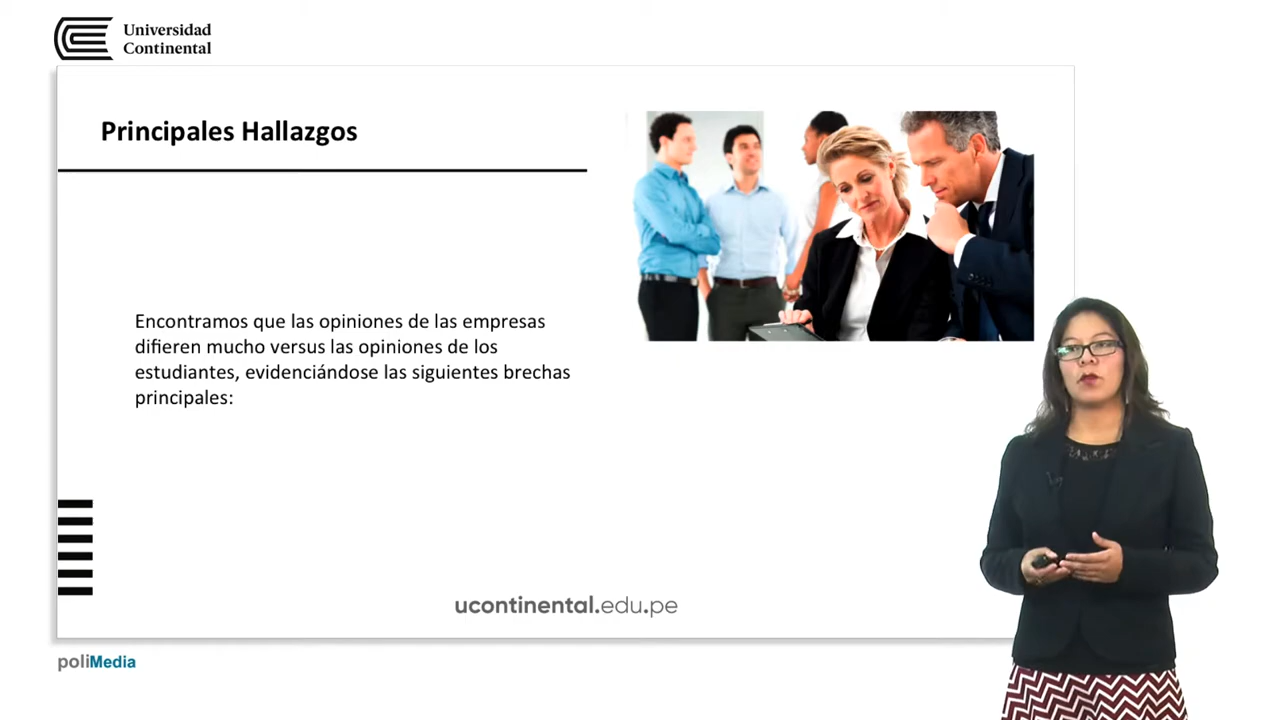 Universidad
Continental
Principales Hallazgos
Encontramos que las opiniones de las empresas
difieren mucho versus las opiniones de los
estudiantes, evidenciándose las siguientes brechas
principales:
ucontinental.edu.pe
poliMedia